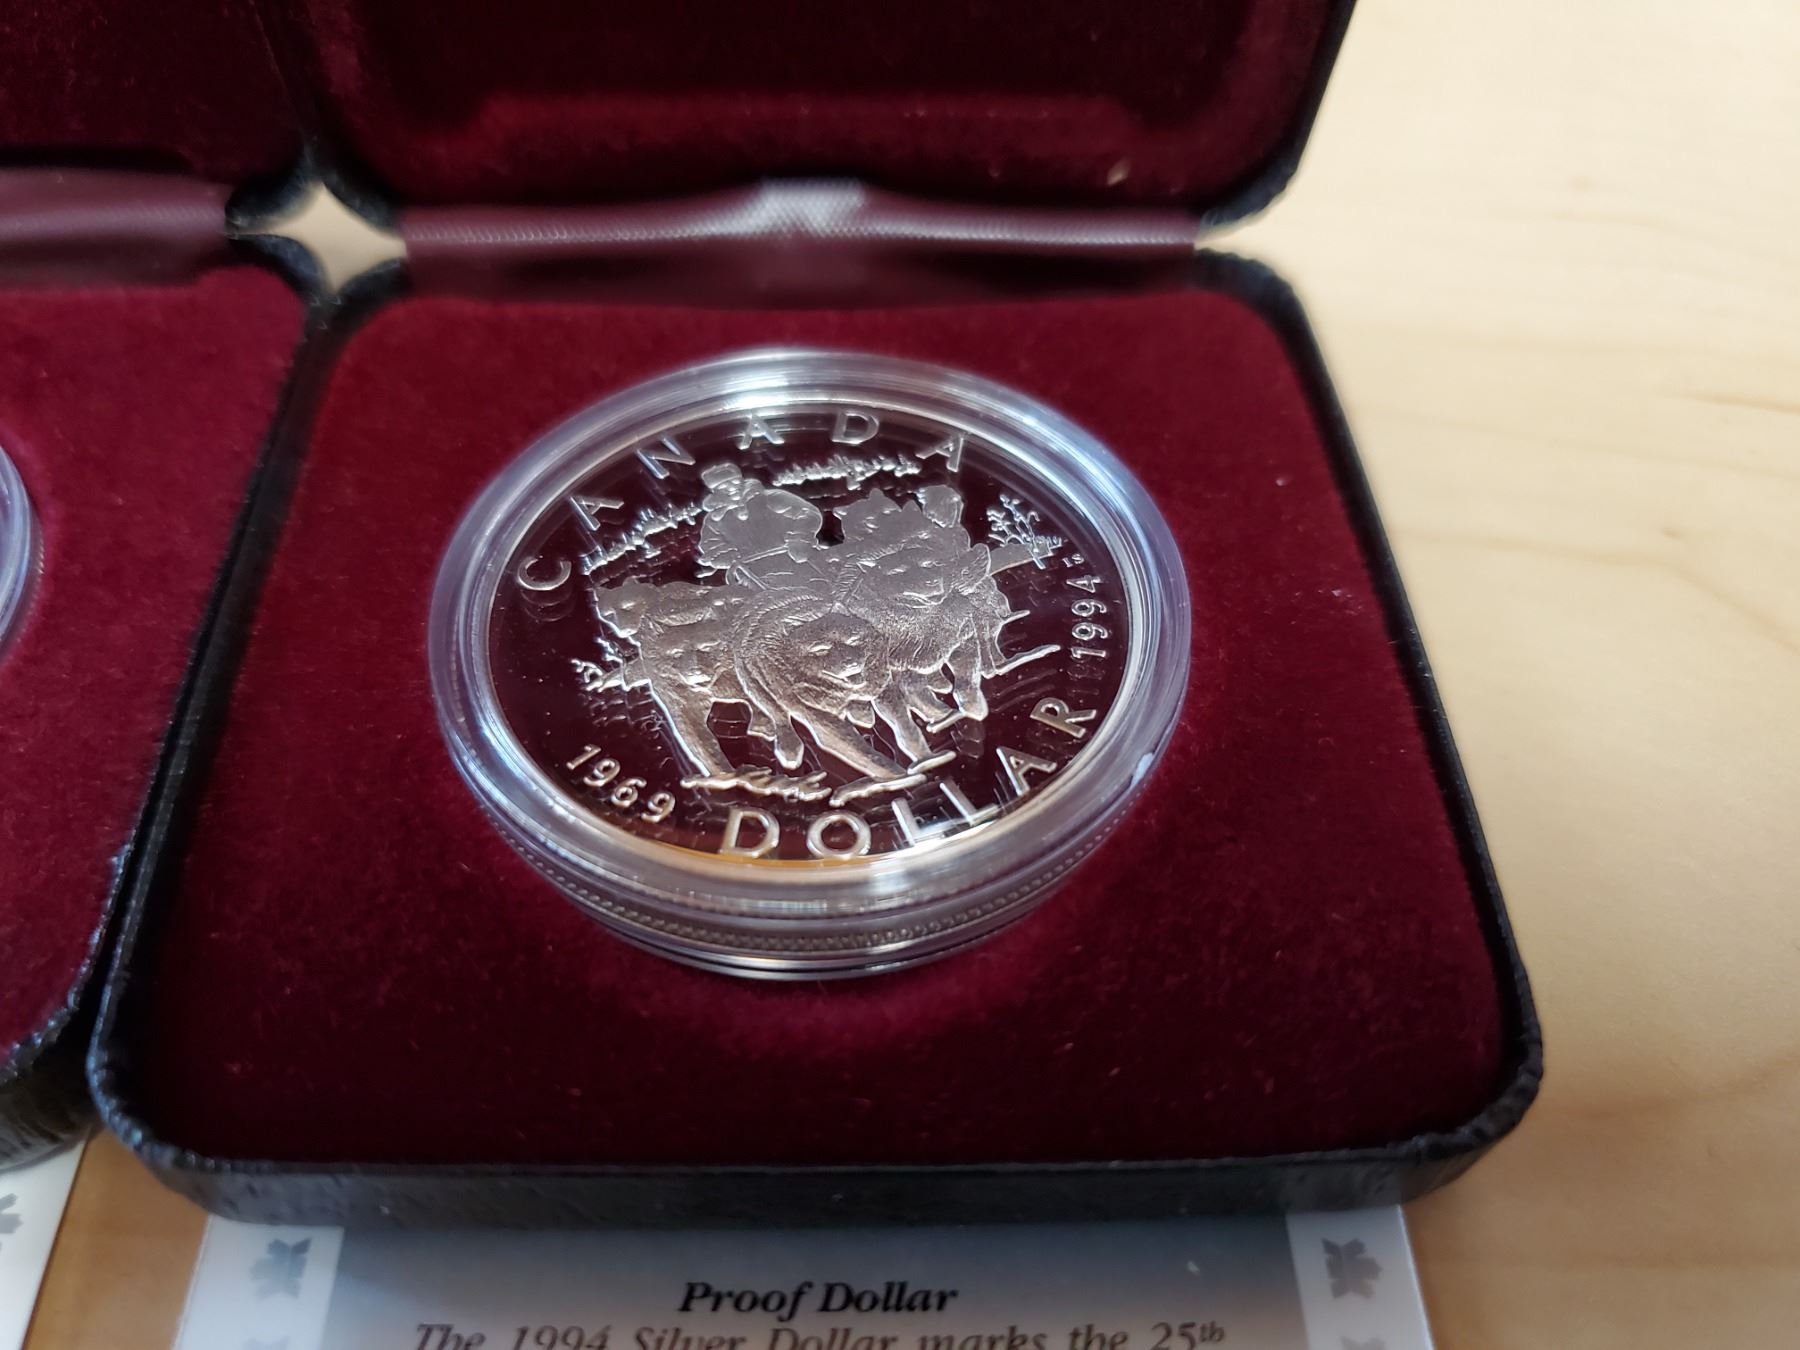 CANADA
1969
DOLLAR
1994
Proof Dollar
The 1994 Silver Dollar marks the 25th